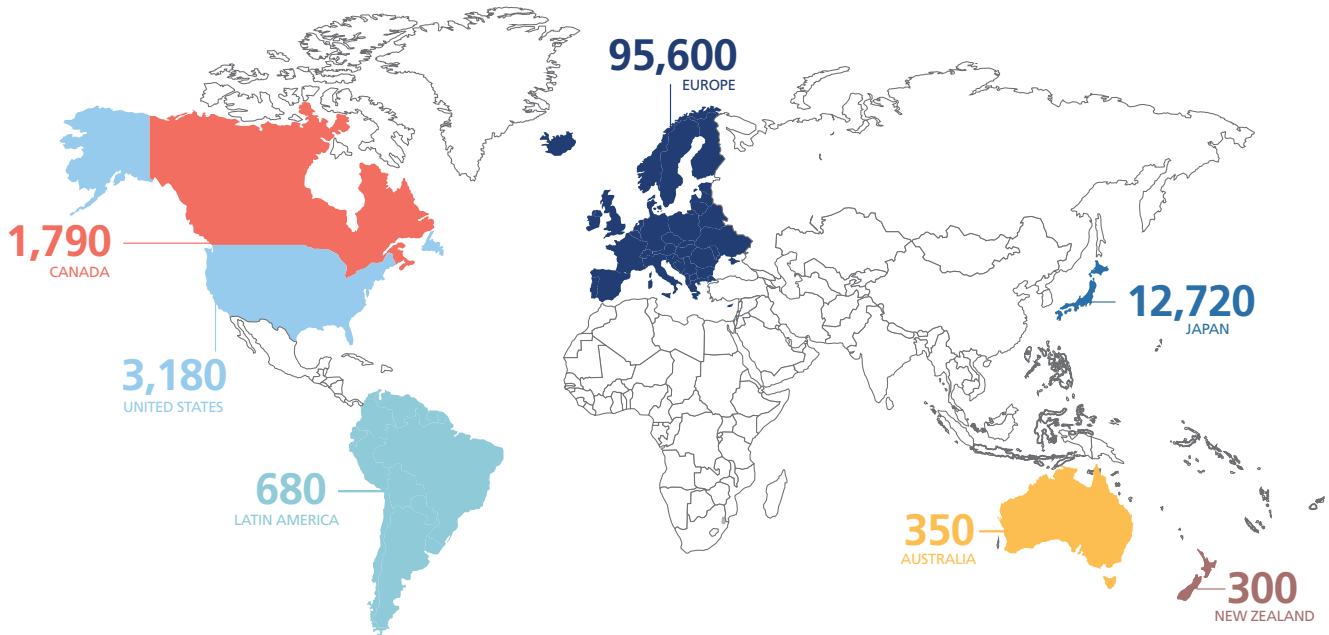 95,600
EUROPE
1,790
CANADA
12,720
JAPAN
3,180
UNITED STATES
680
LATIN AMERICA
350
AUSTRALIA
300
NEW ZEALAND